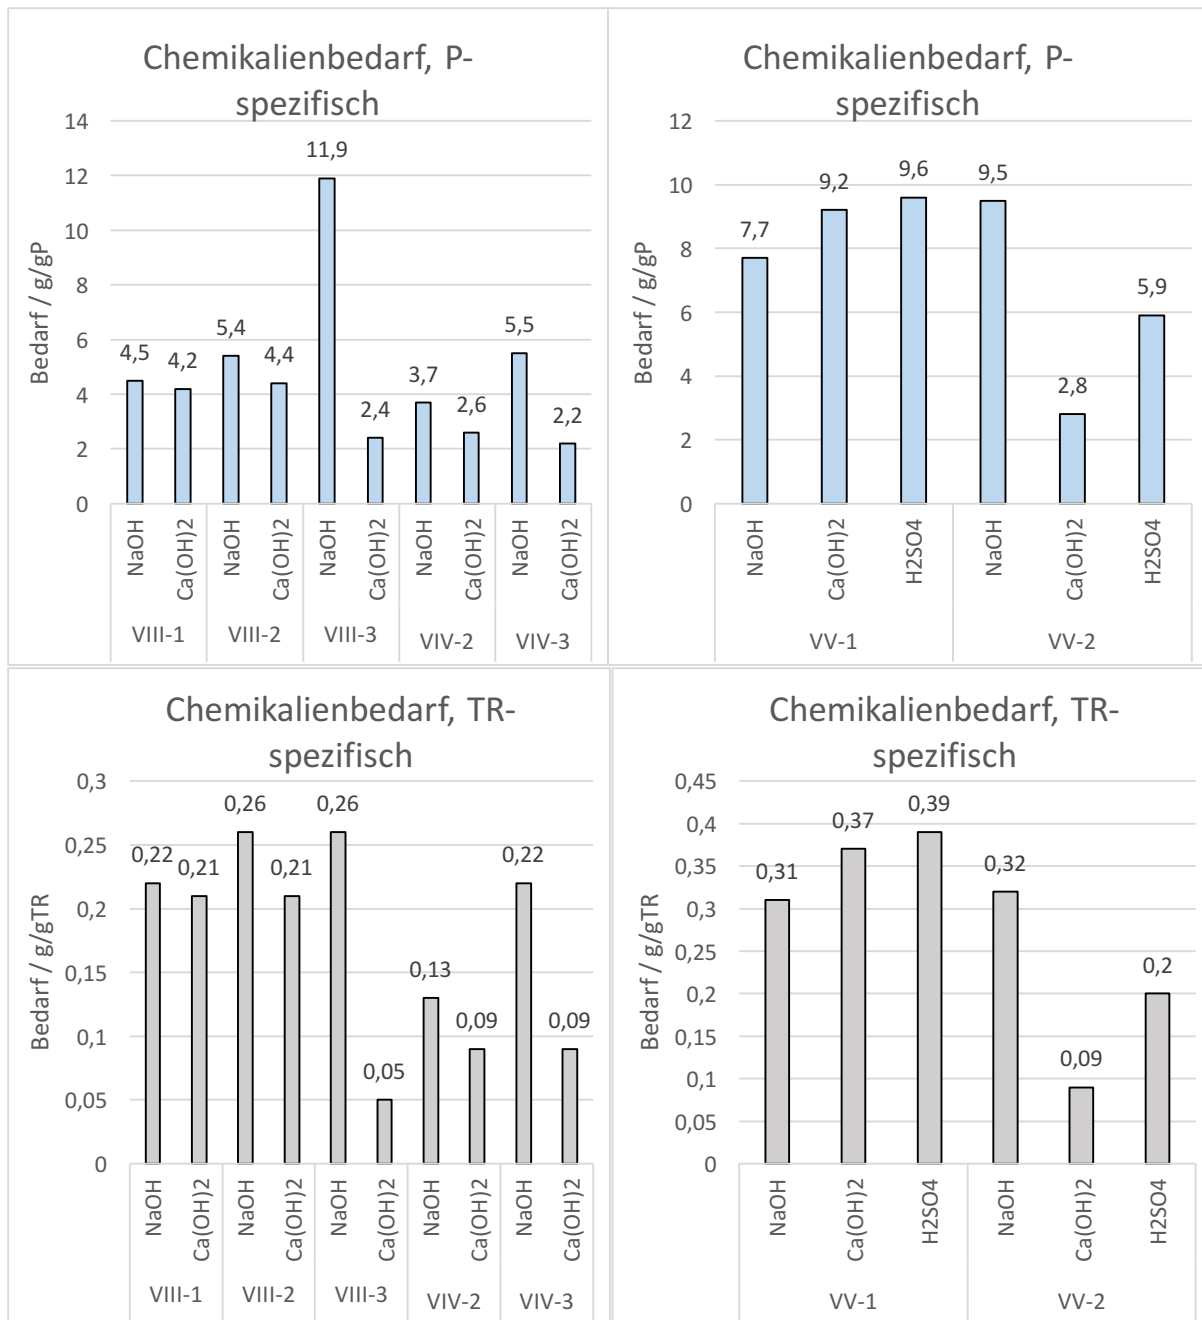 Chemikalienbedarf, P-
spezifisch
Bedarf / g/gP
14
12
10
8
6
4
2
0
4,5
4,2
5,4
4,4
11,9
2,4
3,7
2,6
5,5
2,2
NaOH
Ca(OH)2
NaOH
Ca(OH)2
NaOH
Ca(OH)2
NaOH
Ca(OH)2
NaOH
Ca(OH)2
VIII-1
VIII-2
VIII-3
VIV-2
VIV-3
Chemikalienbedarf, P-
spezifisch
Bedarf / g/gP
12
10
8
6
4
2
0
7,7
9,2
9,6
9,5
2,8
5,9
NaOH
Ca(OH)2
H2SO4
NaOH
Ca(OH)2
H2SO4
VV-1
VV-2
Chemikalienbedarf, TR-
spezifisch
Bedarf / g/gTR
0,3
0,25
0,2
0,15
0,1
0,05
0
0,22
0,21
0,26
0,21
0,26
0,05
0,13
0,09
0,22
0,09
NaOH
Ca(OH)2
NaOH
Ca(OH)2
NaOH
Ca(OH)2
NaOH
Ca(OH)2
NaOH
Ca(OH)2
VIII-1
VIII-2
VIII-3
VIV-2
VIV-3
Chemikalienbedarf, TR-
spezifisch
Bedarf / g/gTR
0,45
0,4
0,35
0,3
0,25
0,2
0,15
0,1
0,05
0
0,31
0,37
0,39
0,32
0,09
0,2
NaOH
Ca(OH)2
H2SO4
NaOH
Ca(OH)2
H2SO4
VV-1
VV-2